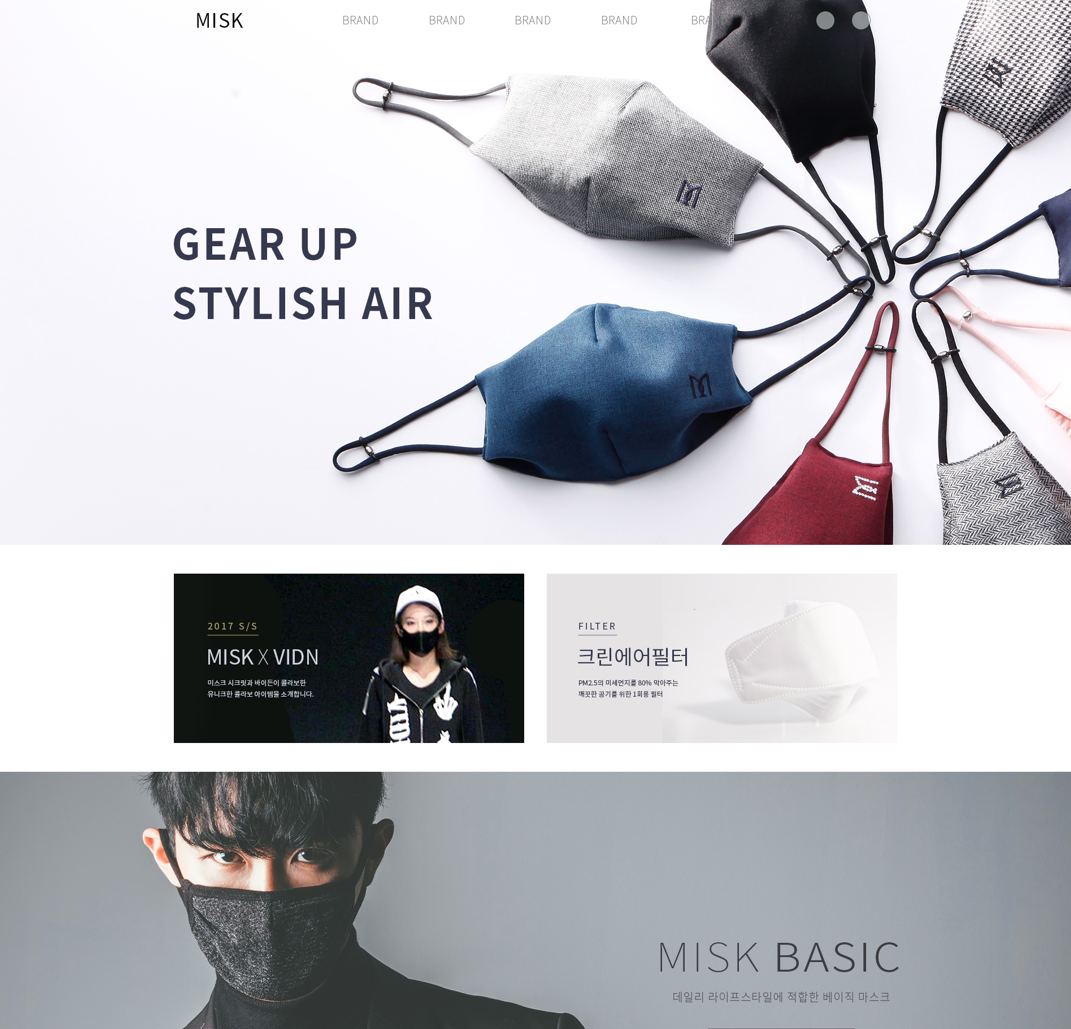 MISK
BRAND BRAND BRAND BRAND BRA
GEAR UP
STYLISH AIR
2017 S/S
MISK X VIDN
미스크 시크릿과 바이든이 콜라보한
유니크한 콜라보 아이템을 소개합니다.
FILTER
크린에어필터
PM2.5의 미세먼지를 80% 막아주는
깨끗한 공기를 위한 1회용 필터
MISK BASIC
데일리 라이프스타일에 적합한 베이직 마스크